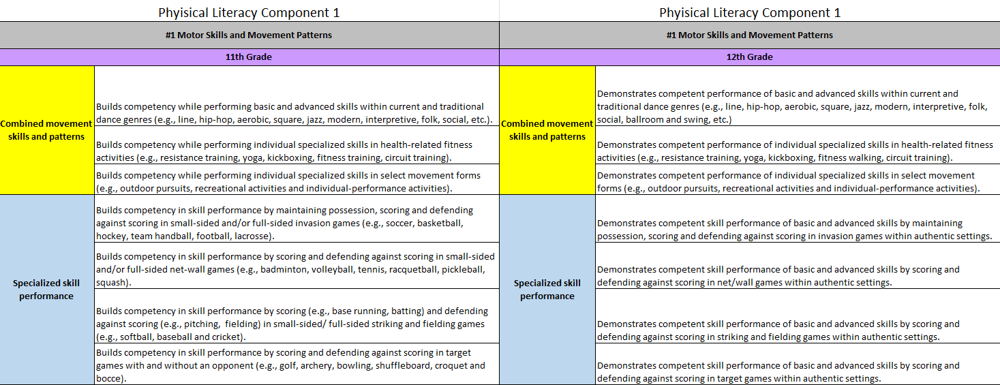 Phyisical Literacy Component 1
#1 Motor Skills and Movement Patterns
11th Grade
Combined movement
skills and patterns
Builds competency while performing basic and advanced skills within current and traditional
dance genres (e.g., line, hip-hop, aerobic, square, jazz, modern, interpretive, folk, social, etc.).
Builds competency while performing individual specialized skills in health-related fitness
activities (e.g., resistance training, yoga, kickboxing, fitness training, circuit training).
Builds competency while performing individual specialized skills in select movement forms
(e.g., outdoor pursuits, recreational activities and individual-performance activities).
Specialized skill
performance
Builds competency in skill performance by maintaining possession, scoring and defending
against scoring in small-sided and/or full-sided invasion games (e.g., soccer, basketball,
hockey, team handball, football, lacrosse).
Builds competency in skill performance by scoring and defending against scoring in small-sided
and/or full-sided net-wall games (e.g., badminton, volleyball, tennis, racquetball, pickleball,
squash).
Builds competency in skill performance by scoring (e.g., base running, batting) and defending
against scoring (e.g., pitching, fielding) in small-sided/ full-sided striking and fielding games
(e.g., softball, baseball and cricket).
Builds competency in skill performance by scoring and defending against scoring in target
games with and without an opponent (e.g., golf, archery, bowling, shuffleboard, croquet and
bocce).
Phyisical Literacy Component 1
#1 Motor Skills and Movement Patterns
12th Grade
Combined movement
skills and patterns
Demonstrates competent performance of basic and advanced skills within current and
traditional dance genres (e.g., line, hip-hop, aerobic, square, jazz, modern, interpretive, folk,
social, ballroom and swing, etc.)
Demonstrates competent performance of individual specialized skills in health-related fitness
activities (e.g., resistance training, yoga, kickboxing, fitness walking, circuit training).
Demonstrates competent performance of individual specialized skills in select movement
forms (e.g., outdoor pursuits, recreational activities and individual-performance activities).
Specialized skill
performance
Demonstrates competent skill performance of basic and advanced skills by maintaining
possession, scoring and defending against scoring in invasion games within authentic settings.
Demonstrates competent skill performance of basic and advanced skills by scoring and
defending against scoring in net/wall games within authentic settings.
Demonstrates competent skill performance of basic and advanced skills by scoring and
defending against scoring in striking and fielding games within authentic settings.
Demonstrates competent skill performance of basic and advanced skills by scoring and
defending against scoring in target games within authentic settings.